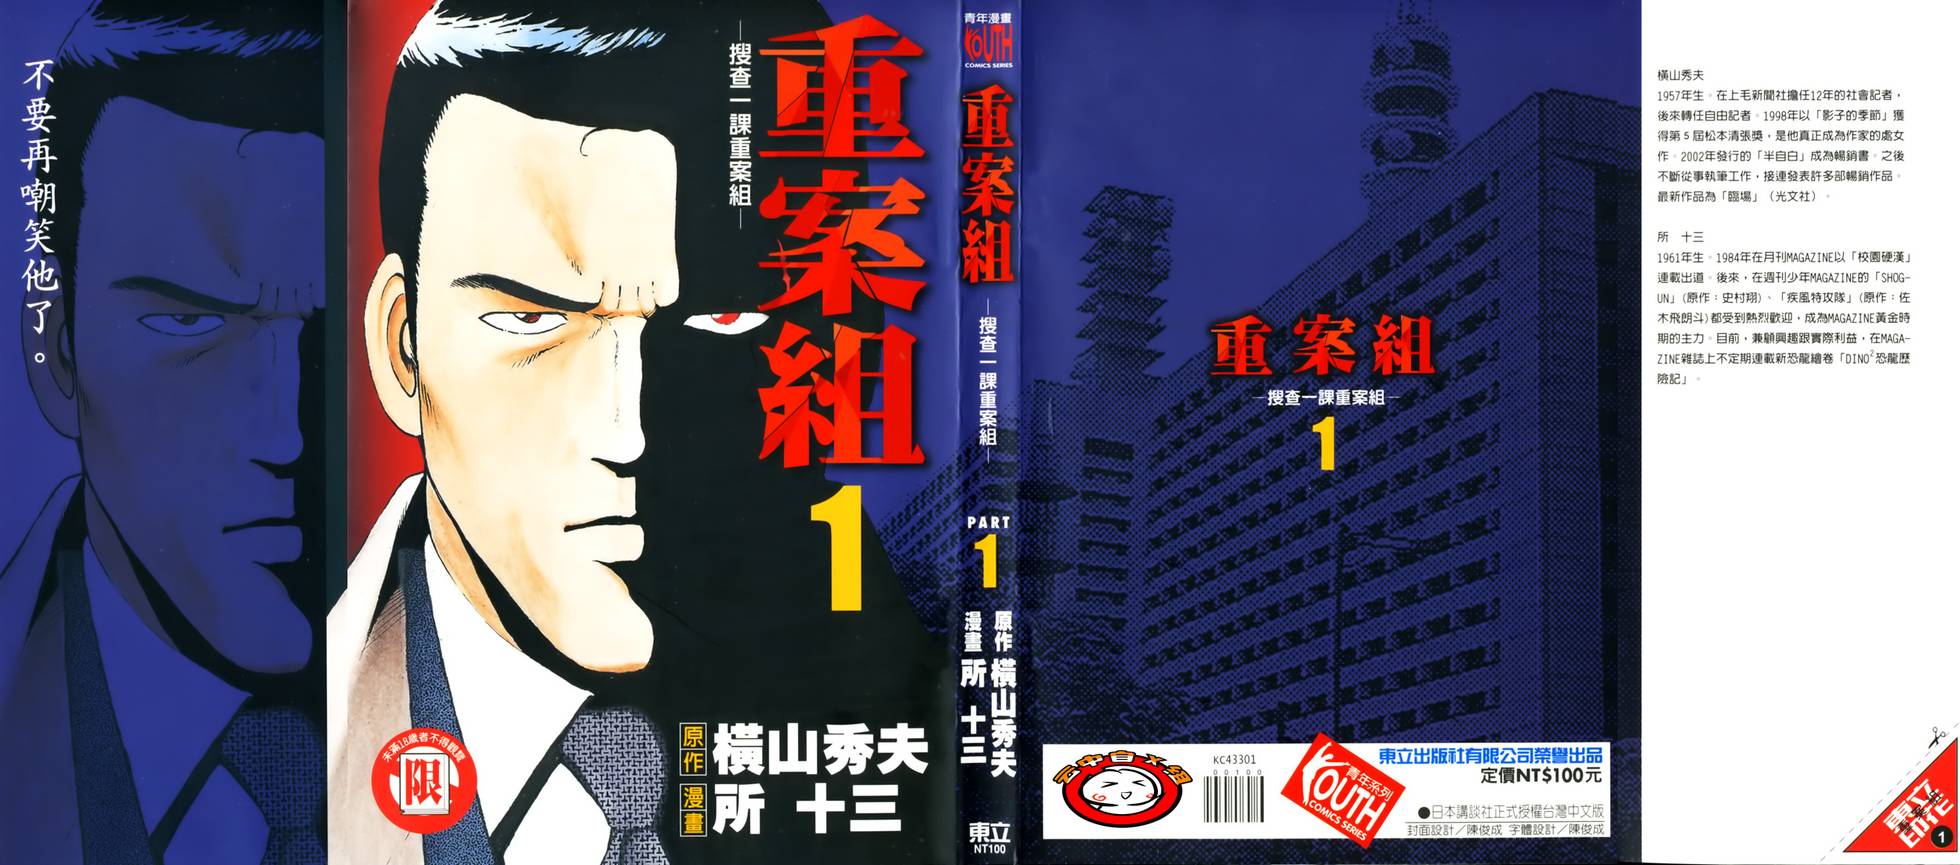 不要再嘲笑他了。
重案組
—搜查一課重案組—
1
原作 橫山秀夫
漫畫 所 十三
未滿18歲者不得觀賞
限
青年漫畫
YOUTH
COMICS SERIES
重案組
—搜查一課重案組—
PART
1
原作 橫山秀夫
漫畫 所 十三
東立
NT100
重案組
—搜查一課重案組—
1
KC43301
00100
青年系列
YOUTH
COMICS SERIES
東立出版社有限公司榮譽出品
定價NT$100元
●日本講談社正式授權台灣中文版
封面設計／陳俊成 字體設計／陳俊成
橫山秀夫
1957年生。在上毛新聞社擔任12年的社會記者，
後來轉任自由記者。1998年以「影子的季節」獲
得第5屆松本清張獎，是他真正成為作家的處女
作。2002年發行的「半自白」成為暢銷書。之後
不斷從事執筆工作，接連發表許多部暢銷作品。
最新作品為「臨場」（光文社）。
所　十三
1961年生。1984年在月刊MAGAZINE以「校園硬漢」
連載出道。後來，在週刊少年MAGAZINE的「SHOG-
UN」(原作：史村翔)、「疾風特攻隊」(原作：佐
木飛朗斗)都受到熱烈歡迎，成為MAGAZINE黃金時
期的主力。目前，兼顧興趣跟實際利益，在MAGA-
ZINE雜誌上不定期連載新恐龍繪卷「DINO²恐龍歷
險記」。
東立
印花
1